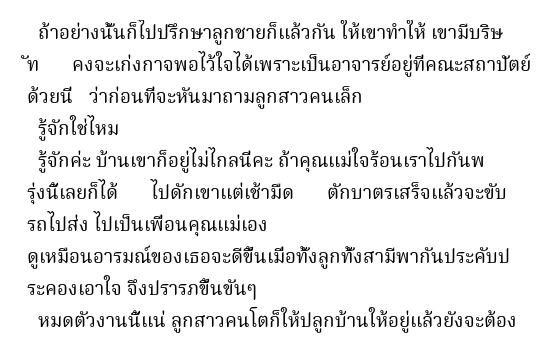 ถ้าอย่างนั้นก็ไปปรึกษาลูกชายก็แล้วกัน ให้เขาทำให้ เขามีบริษ
ัท คงจะเก่งกาจพอไว้ใจได้เพราะเป็นอาจารย์อยู่ที่คณะสถาปัตย์
ด้วยนี่ ว่าก่อนที่จะหันมาถามลูกสาวคนเล็ก
รู้จักใช่ไหม
รู้จักค่ะ บ้านเขาก็อยู่ไม่ไกลนี่คะ ถ้าคุณแม่ใจร้อนเราไปกันพ
รุ่งนี้เลยก็ได้ ไปดักเขาแต่เช้ามืด ตักบาตรเสร็จแล้วจะขับ
รถไปส่ง ไปเป็นเพื่อนคุณแม่เอง
ดูเหมือนอารมณ์ของเธอจะดีขึ้นเมื่อทั้งลูกทั้งสามีพากันประคับป
ระคองเอาใจ จึงปรารภขึ้นขันๆ
หมดตัวงานนี้แน่ ลูกสาวคนโตก็ให้ปลูกบ้านให้อยู่แล้วยังจะต้อง